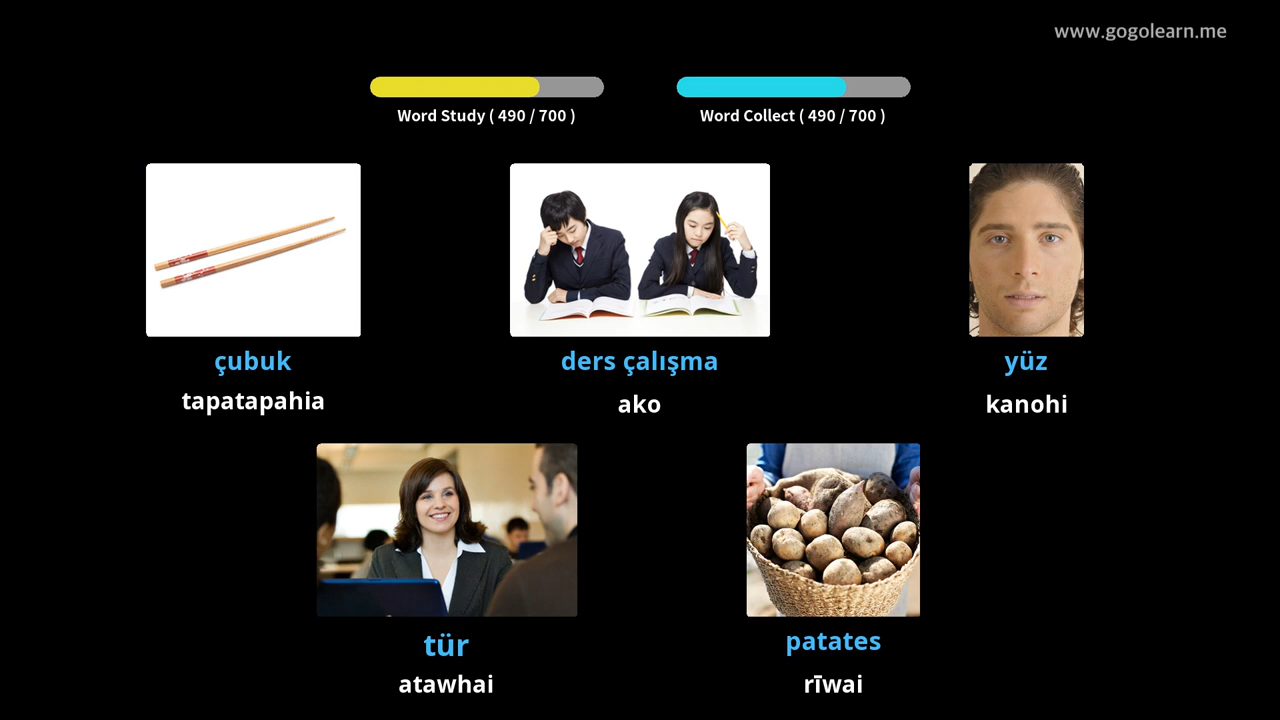 www.gogolearn.me
Word Study ( 490 / 700 )
Word Collect ( 490 / 700 )
çubuk
tapatapahia
ders çalışma
ako
yüz
kanohi
tür
atawhai
patates
rīwai